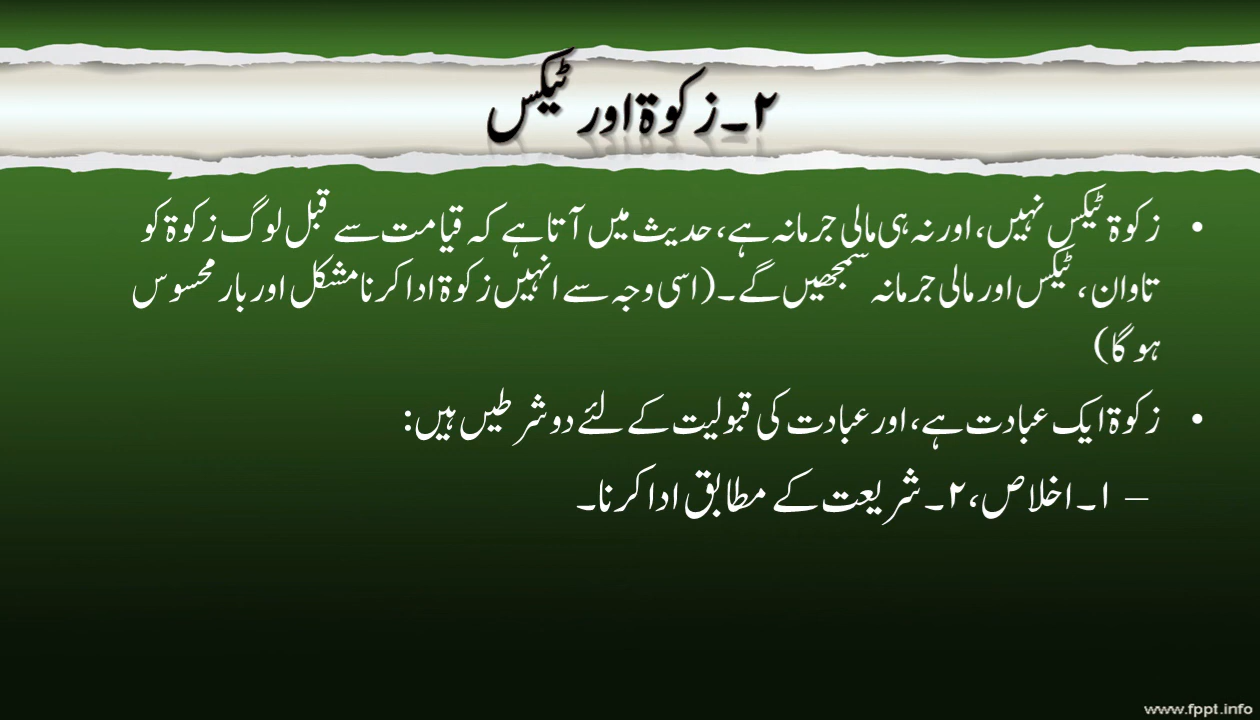 ۲۔زکوۃ اور ٹیکس
• زکوۃ ٹیکس نہیں، اور نہ ہی مالی جرمانہ ہے، حدیث میں آتا ہے کہ قیامت سے قبل لوگ زکوۃ کو
تاوان، ٹیکس اور مالی جرمانہ سمجھیں گے۔(اسی وجہ سے انہیں زکوۃ ادا کرنا مشکل اور بار محسوس
ہو گا)
• زکوۃ ایک عبادت ہے، اور عبادت کی قبولیت کے لئے دو شرطیں ہیں:
– ۱۔اخلاص، ۲۔شریعت کے مطابق ادا کرنا۔
www.fppt.info